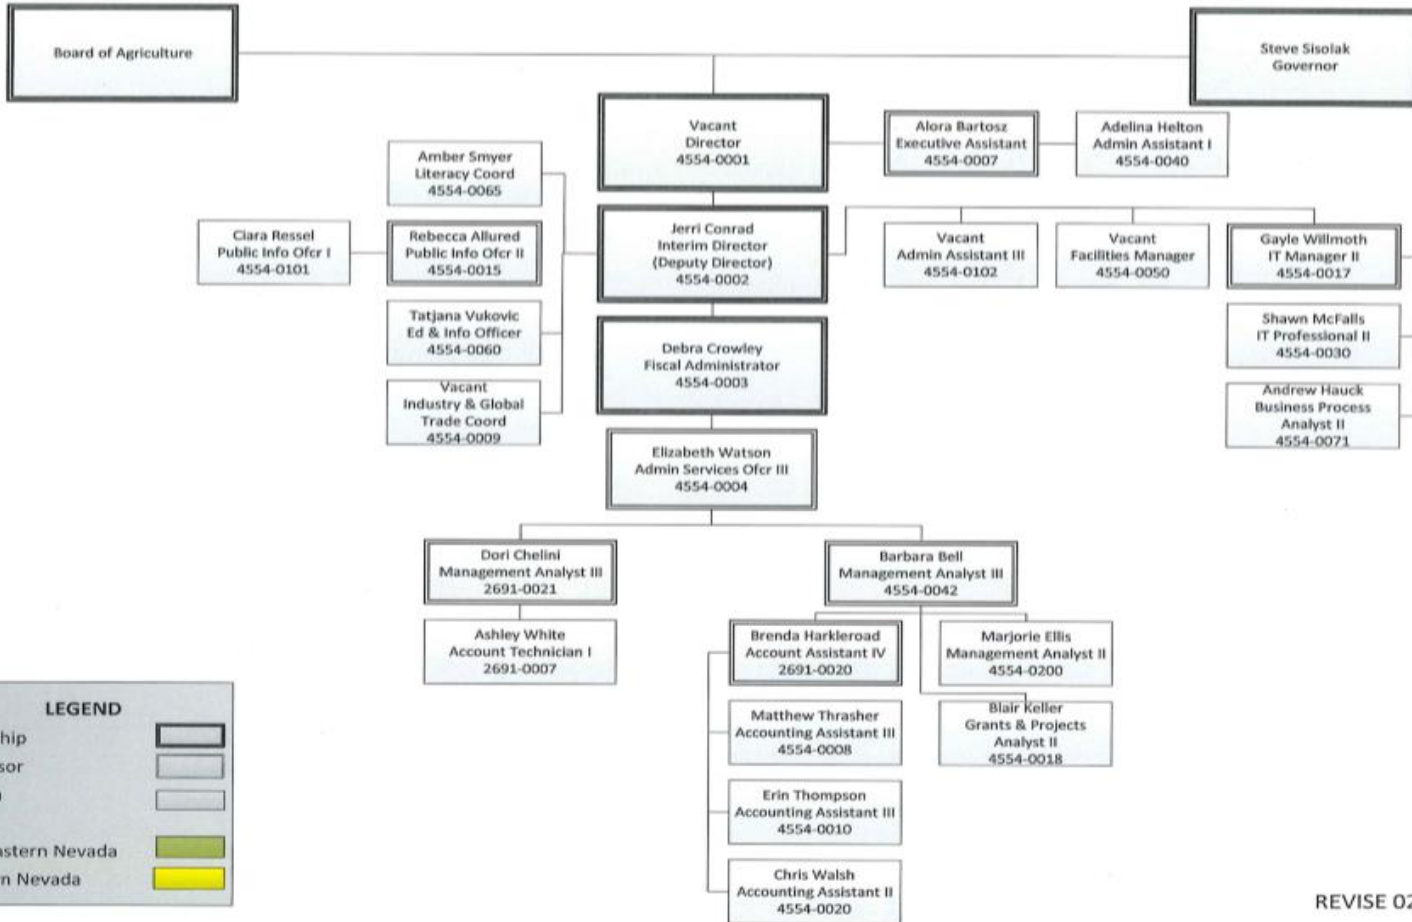 Board of Agriculture
Steve Sisolak
Governor
Vacant
Director
4554-0001
Alora Bartosz
Executive Assistant
4554-0007
Adelina Helton
Admin Assistant I
4554-0040
Amber Smyer
Literacy Coord
4554-0065
Ciara Ressel
Public Info Ofcr I
4554-0101
Rebecca Allured
Public Info Ofcr II
4554-0015
Jerri Conrad
Interim Director
(Deputy Director)
4554-0002
Vacant
Admin Assistant III
4554-0102
Vacant
Facilities Manager
4554-0050
Gayle Willmoth
IT Manager II
4554-0017
Tatjana Vukovic
Ed & Info Officer
4554-0060
Shawn McFalls
IT Professional II
4554-0030
Debra Crowley
Fiscal Administrator
4554-0003
Vacant
Industry & Global
Trade Coord
4554-0009
Andrew Hauck
Business Process
Analyst II
4554-0071
Elizabeth Watson
Admin Services Ofcr III
4554-0004
Dori Chelini
Management Analyst III
2691-0021
Barbara Bell
Management Analyst III
4554-0042
Ashley White
Account Technician I
2691-0007
Brenda Harkleroad
Account Assistant IV
2691-0020
Marjorie Ellis
Management Analyst II
4554-0200
Matthew Thrasher
Accounting Assistant III
4554-0008
Blair Keller
Grants & Projects
Analyst II
4554-0018
Erin Thompson
Accounting Assistant III
4554-0010
Chris Walsh
Accounting Assistant II
4554-0020
LEGEND
hip
sor
astern Nevada
n Nevada
REVISE 02